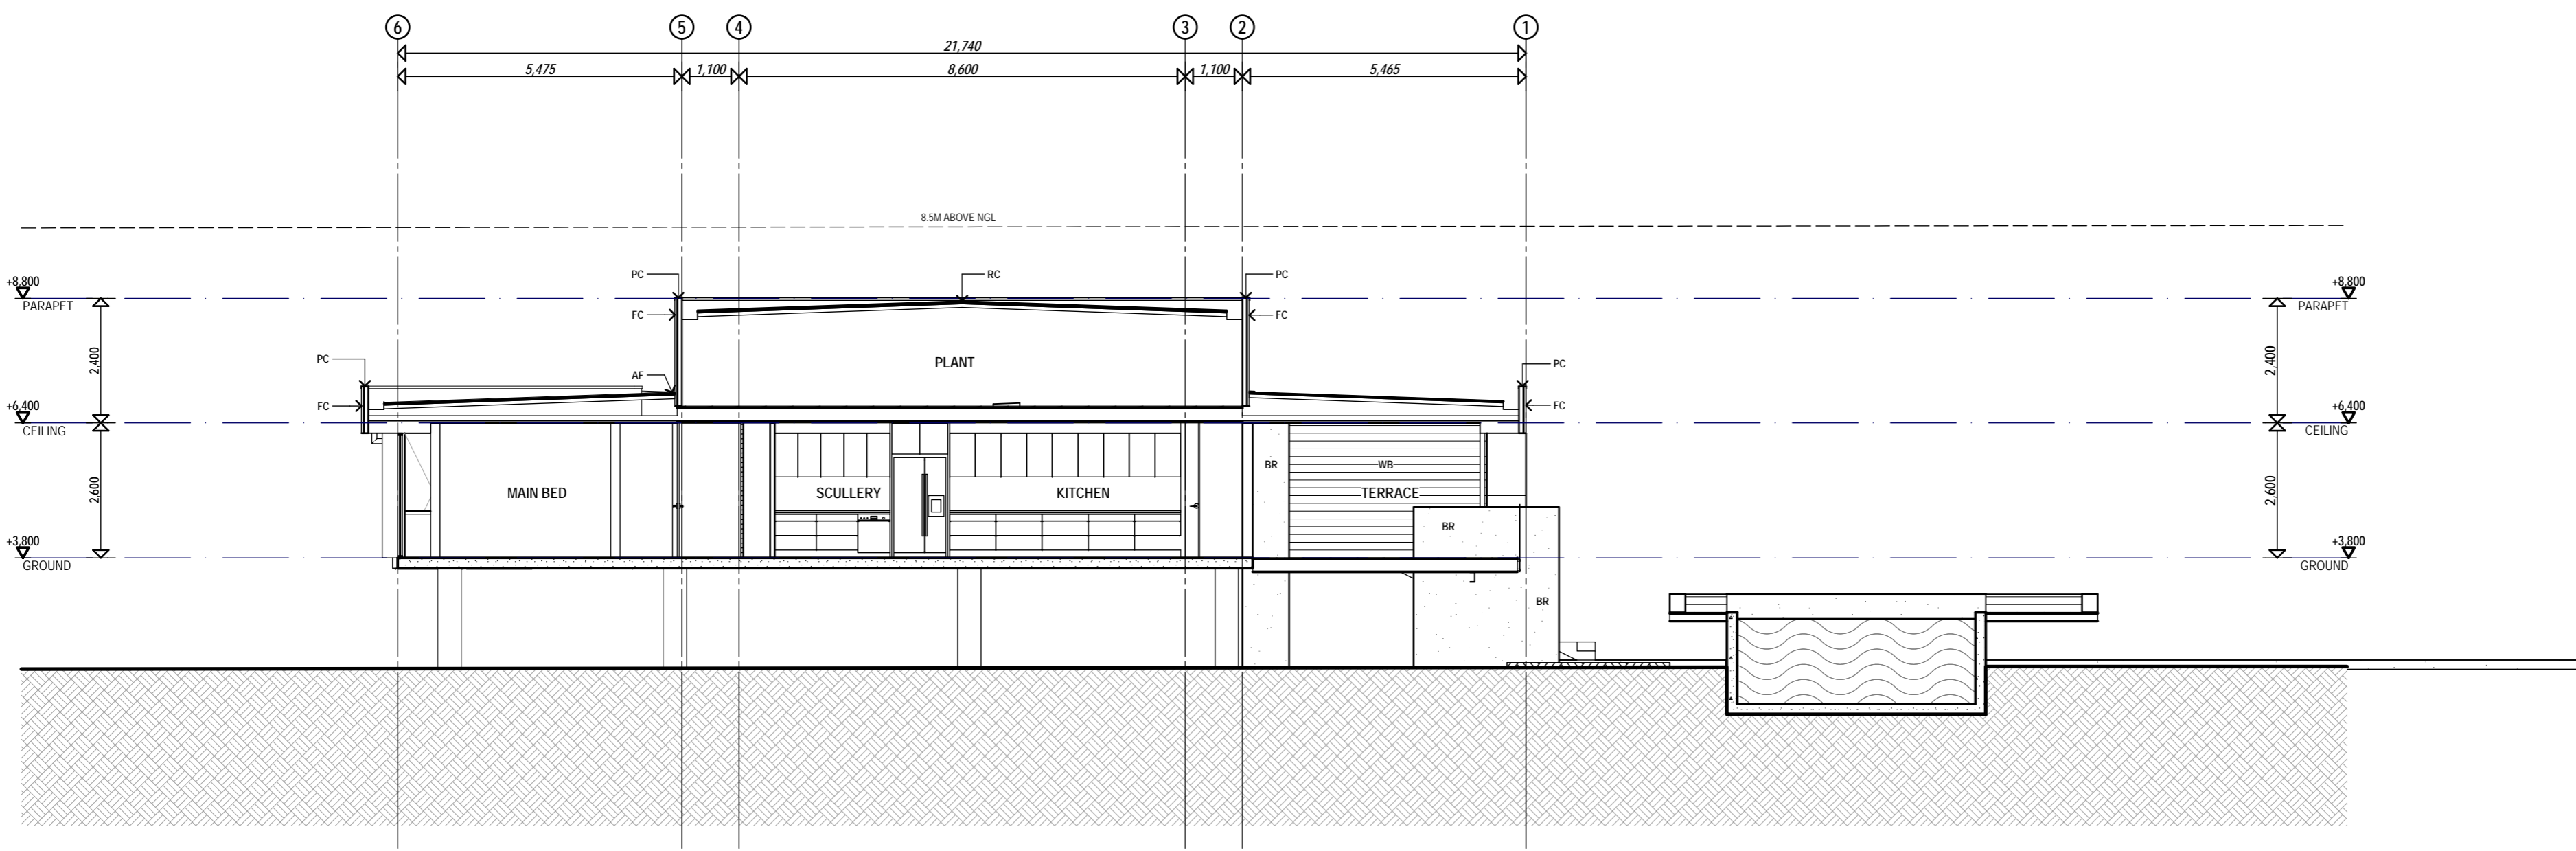 6 5 4 3 2 1
21,740
5,475 1,100 8,600 1,100 5,465
8.5M ABOVE NGL
PC RC PC
+8,800 +8,800
PARAPET PARAPET
FC FC
2,400 2,400
PC AF PLANT PC
+6,400 FC FC +6,400
CEILING CEILING
BR WB
2,600 MAIN BED SCULLERY KITCHEN TERRACE 2,600
BR
+3,800 +3,800
GROUND GROUND
BR